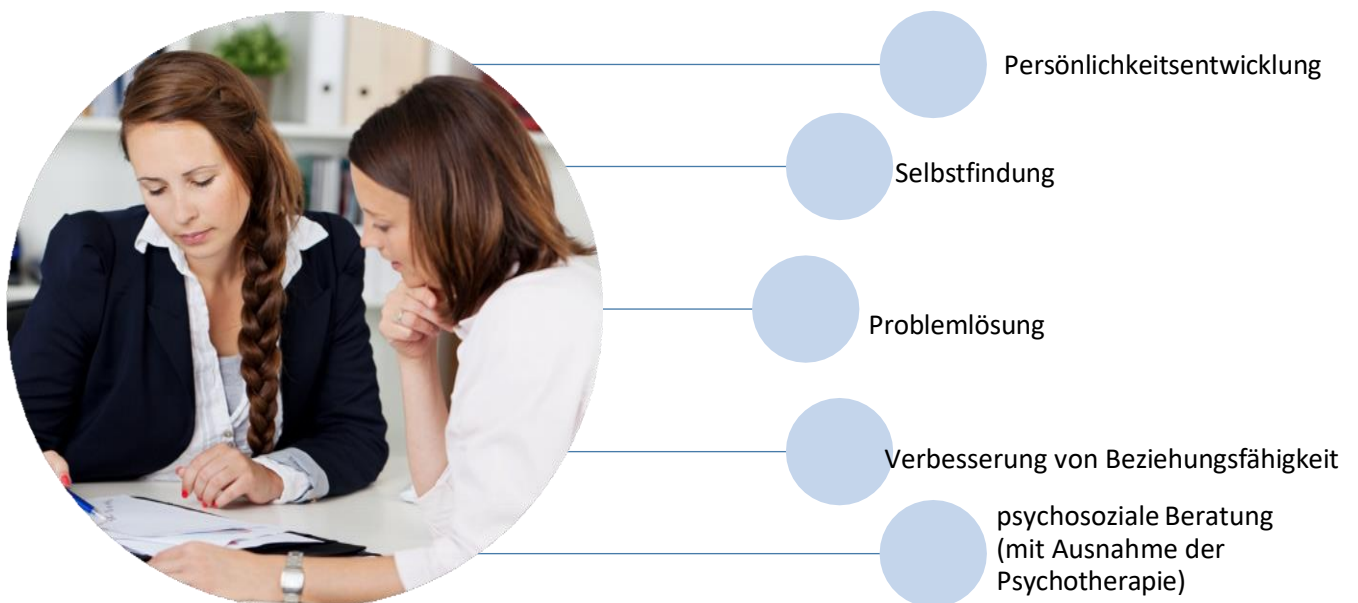 Persönlichkeitsentwicklung
Selbstfindung
Problemlösung
Verbesserung von Beziehungsfähigkeit
psychosoziale Beratung
(mit Ausnahme der
Psychotherapie)